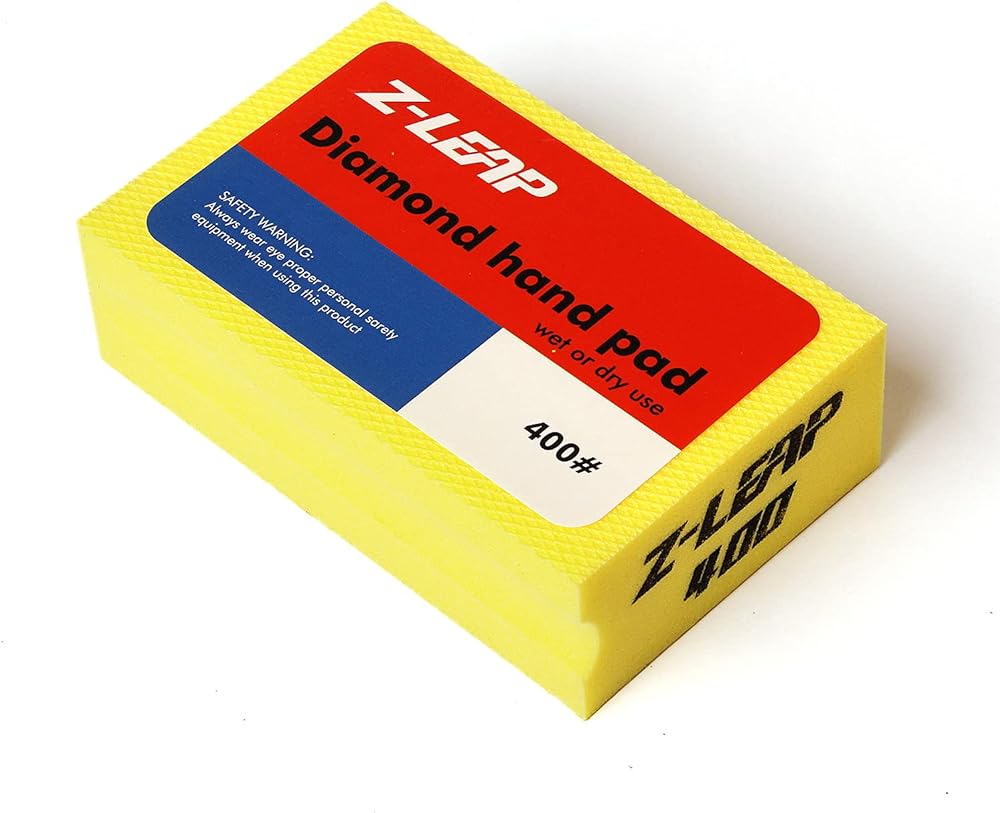 Z-LEAP
Diamond hand pad
wet or dry use
SAFETY WARNING:
Always wear eye proper personal sarety
equipment when using this product
400#
Z-LEAP
400